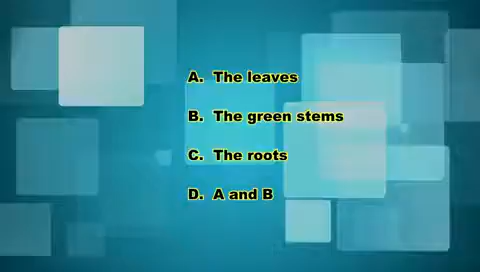 A. The leaves
B. The green stems
C. The roots
D. A and B